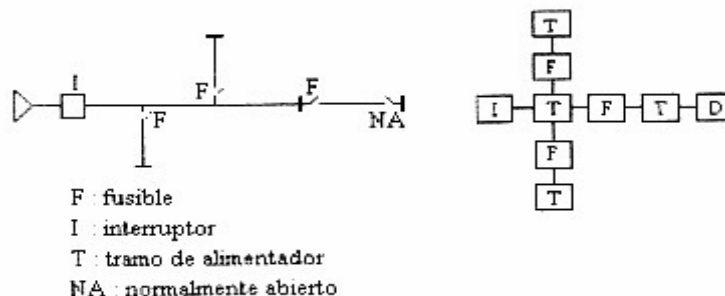 I
F
F
F
NA
T
F
I T F T D
F
T
F : fusible
I : interruptor
T : tramo de alimentador
NA : normalmente abierto